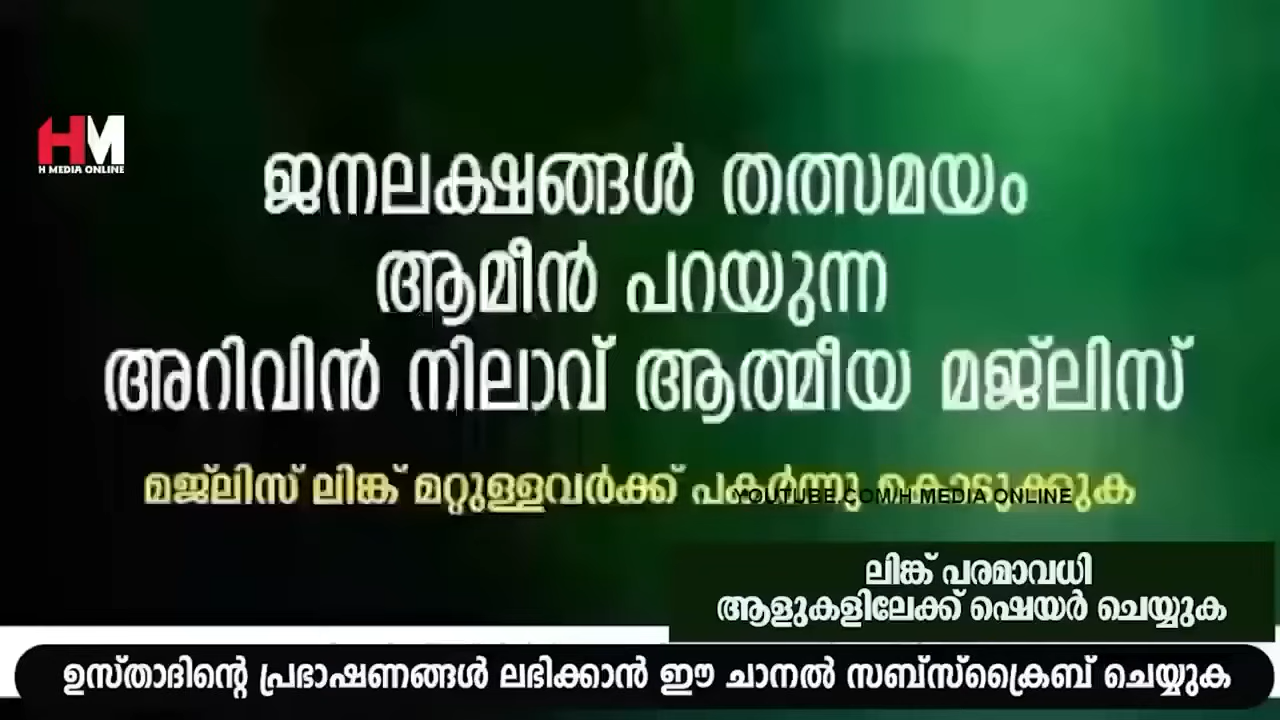 HM
H MEDIA ONLINE
ജനലക്ഷങ്ങൾ തത്സമയം
ആമീൻ പറയുന്ന
അറിവിൻ നിലാവ് ആത്മീയ മജ്ലിസ്
മജ്ലിസ് ലിങ്ക് മറ്റുള്ളവർക്ക് പകർന്നു കൊടുക്കുക
YOUTUBE.COM/H MEDIA ONLINE
ലിങ്ക് പരമാവധി
ആളുകളിലേക്ക് ഷെയർ ചെയ്യുക
ഉസ്താദിന്റെ പ്രഭാഷണങ്ങൾ ലഭിക്കാൻ ഈ ചാനൽ സബ്സ്ക്രൈബ് ചെയ്യുക